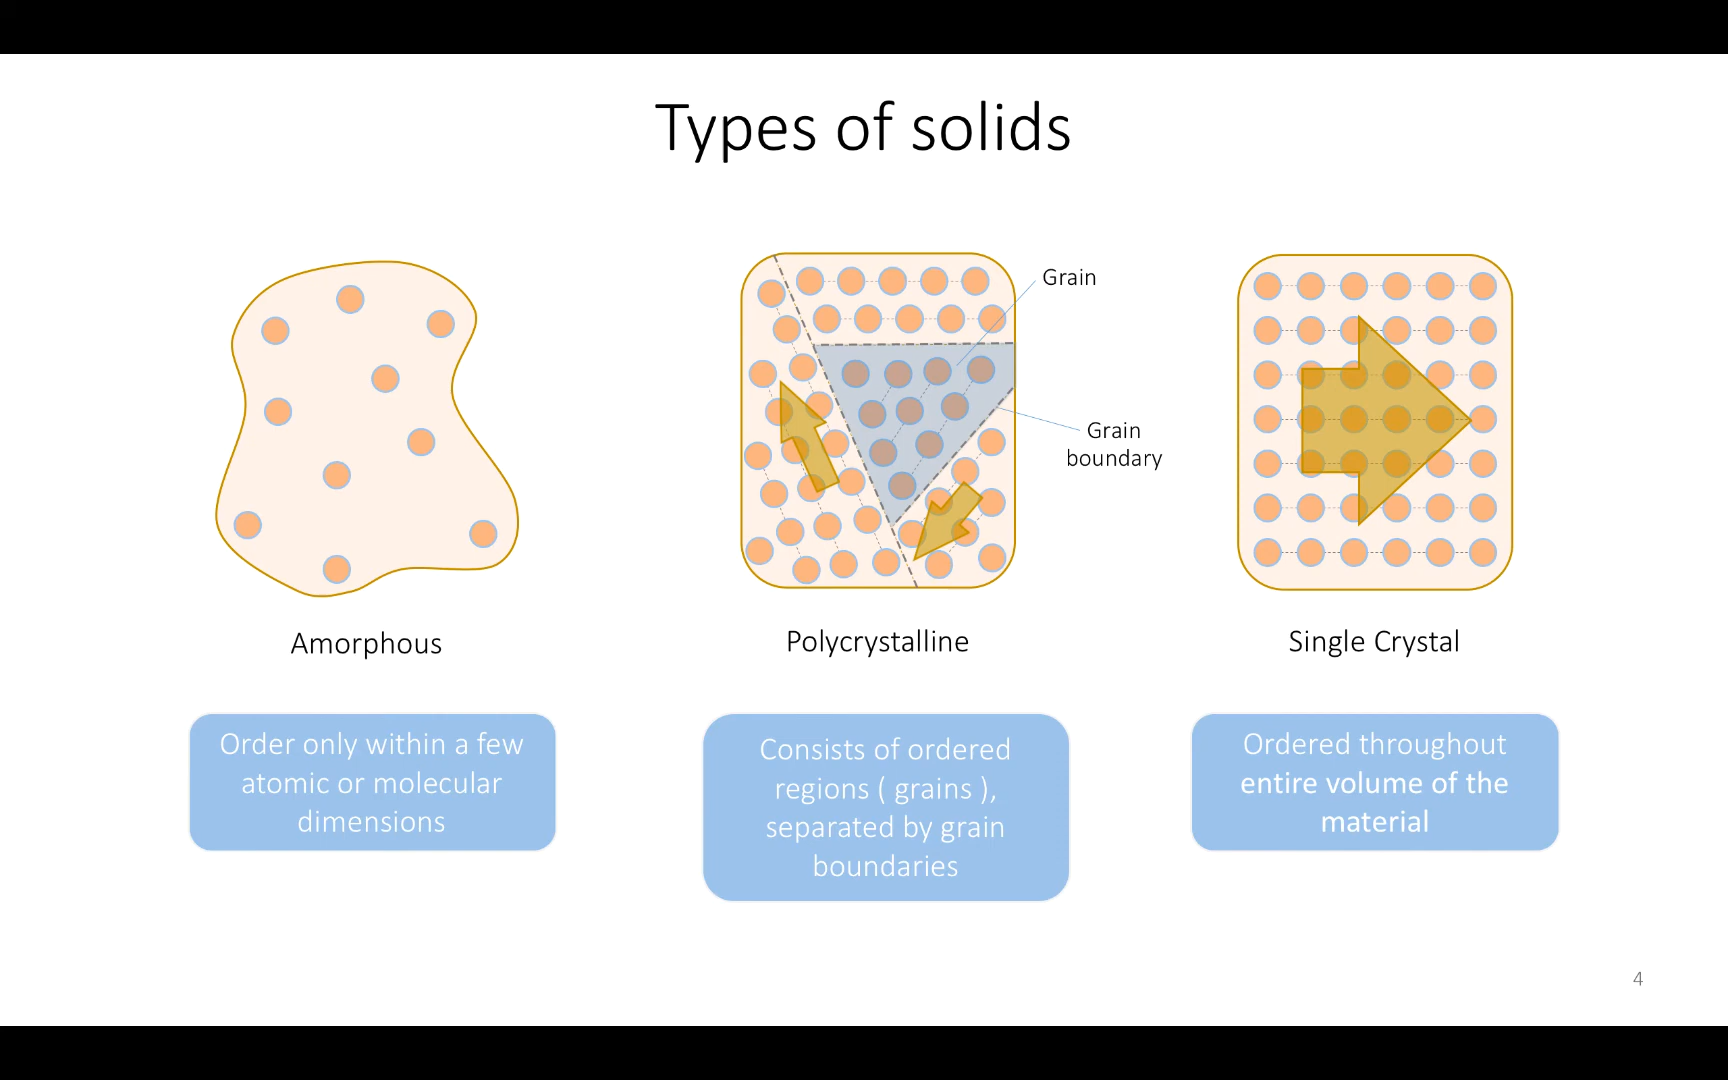 Types of solids
Grain
Grain
boundary
Amorphous
Polycrystalline
Single Crystal
Order only within a few
atomic or molecular
dimensions
Consists of ordered
regions ( grains ),
separated by grain
boundaries
Ordered throughout
entire volume of the
material
4